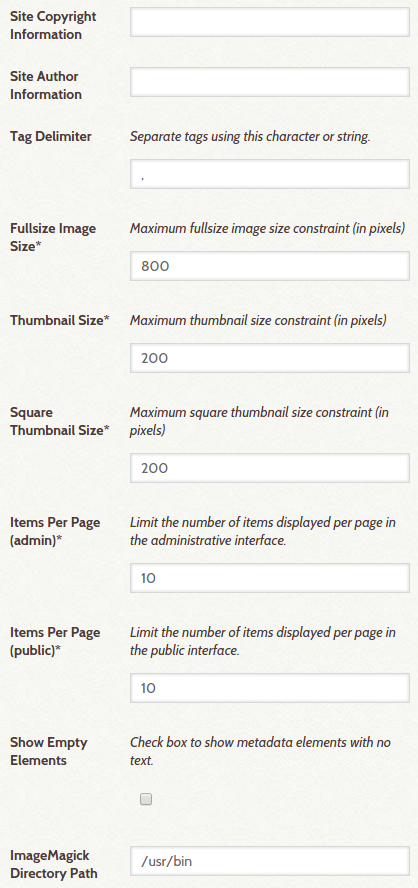 Site Copyright
Information
Site Author
Information
Tag Delimiter
Separate tags using this character or string.
,
Fullsize Image
Size*
Maximum fullsize image size constraint (in pixels)
800
Thumbnail Size*
Maximum thumbnail size constraint (in pixels)
200
Square
Thumbnail Size*
Maximum square thumbnail size constraint (in
pixels)
200
Items Per Page
(admin)*
Limit the number of items displayed per page in
the administrative interface.
10
Items Per Page
(public)*
Limit the number of items displayed per page in
the public interface.
10
Show Empty
Elements
Check box to show metadata elements with no
text.
ImageMagick
Directory Path
/usr/bin